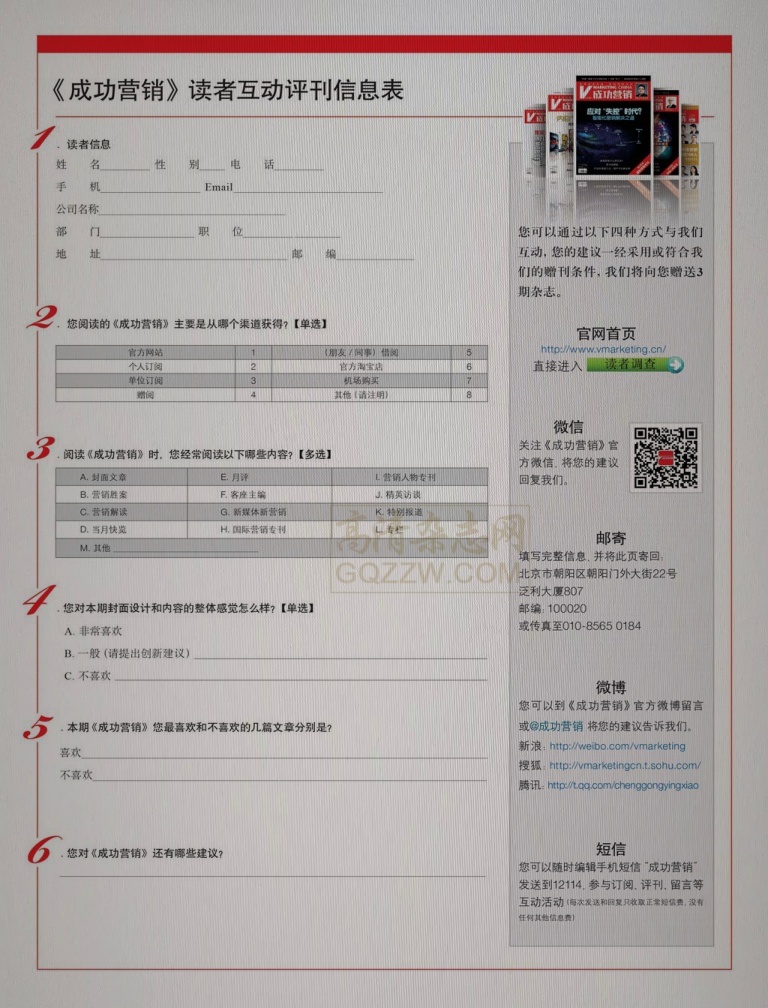 《成功营销》读者互动评刊信息表
1. 读者信息
姓 名________ 性 别____ 电 话________
手 机________________ Email________________________
公司名称______________________________
部 门________________ 职 位________________
地 址______________________________ 邮 编____________
2. 您阅读的《成功营销》主要是从哪个渠道获得?【单选】
官方网站 1 (朋友/同事)借阅 5
个人订阅 2 官方淘宝店 6
单位订阅 3 机场购买 7
赠阅 4 其他(请注明) 8
3. 阅读《成功营销》时, 您经常阅读以下哪些内容?【多选】
A. 封面文章 E. 月评 I. 营销人物专刊
B. 营销胜案 F. 客座主编 J. 精英访谈
C. 营销解读 G. 新媒体新营销 K. 特别报道
D. 当月快览 H. 国际营销专刊 L. 专栏
M. 其他 ________________________
高清杂志网
GQZZW.COM
4. 您对本期封面设计和内容的整体感觉怎么样?【单选】
A. 非常喜欢
B. 一般(请提出创新建议)________________________
C. 不喜欢 ________________________
5. 本期《成功营销》您最喜欢和不喜欢的几篇文章分别是?
喜欢________________________
不喜欢________________________
6. 您对《成功营销》还有哪些建议?
成功营销
应对“失控”时代?
您可以通过以下四种方式与我们
互动, 您的建议一经采用或符合我
们的赠刊条件, 我们将向您赠送3
期杂志。
官网首页
http://www.vmarketing.cn/
直接进入 读者调查
微信
关注《成功营销》官
方微信, 将您的建议
回复我们。
邮寄
填写完整信息, 并将此页寄回:
北京市朝阳区朝阳门外大街22号
泛利大厦807
邮编: 100020
或传真至010-8565 0184
微博
您可以到《成功营销》官方微博留言
或@成功营销 将您的建议告诉我们。
新浪: http://weibo.com/vmarketing
搜狐: http://vmarketingcn.t.sohu.com/
腾讯: http://t.qq.com/chenggongyingxiao
短信
您可以随时编辑手机短信“成功营销”
发送到12114, 参与订阅、评刊、留言等
互动活动(每次发送和回复只收取正常短信费, 没有
任何其他信息费)